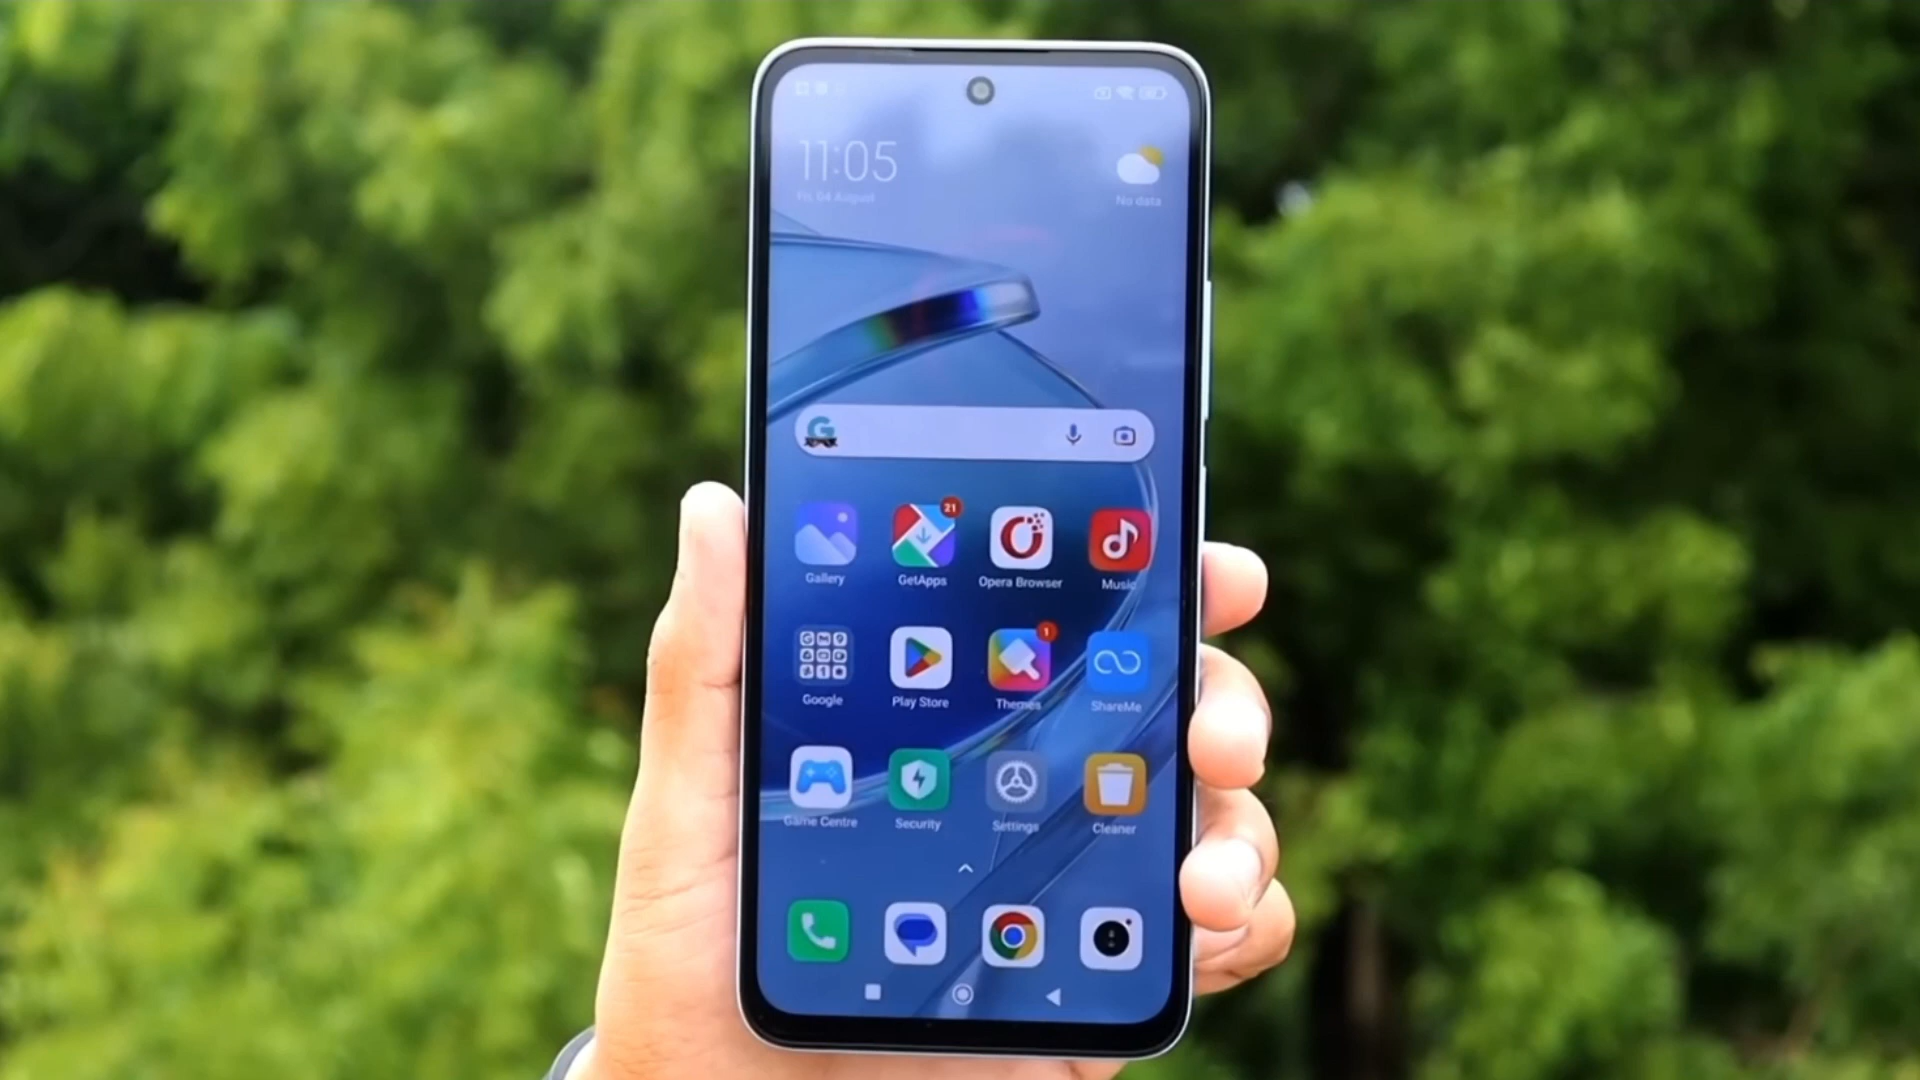 11:05
Fri, 04 August
No data
G
21
Gallery
GetApps
Opera Browser
Music
1
Google
Play Store
Themes
ShareMe
Game Centre
Security
Settings
Cleaner